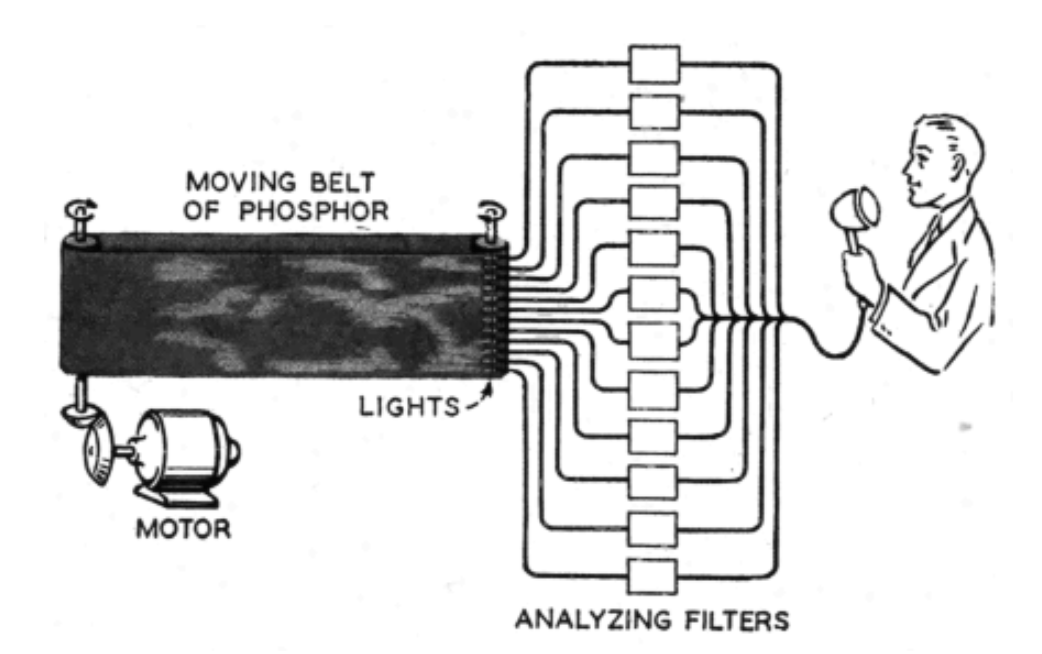 MOVING BELT
OF PHOSPHOR
LIGHTS
MOTOR
ANALYZING FILTERS